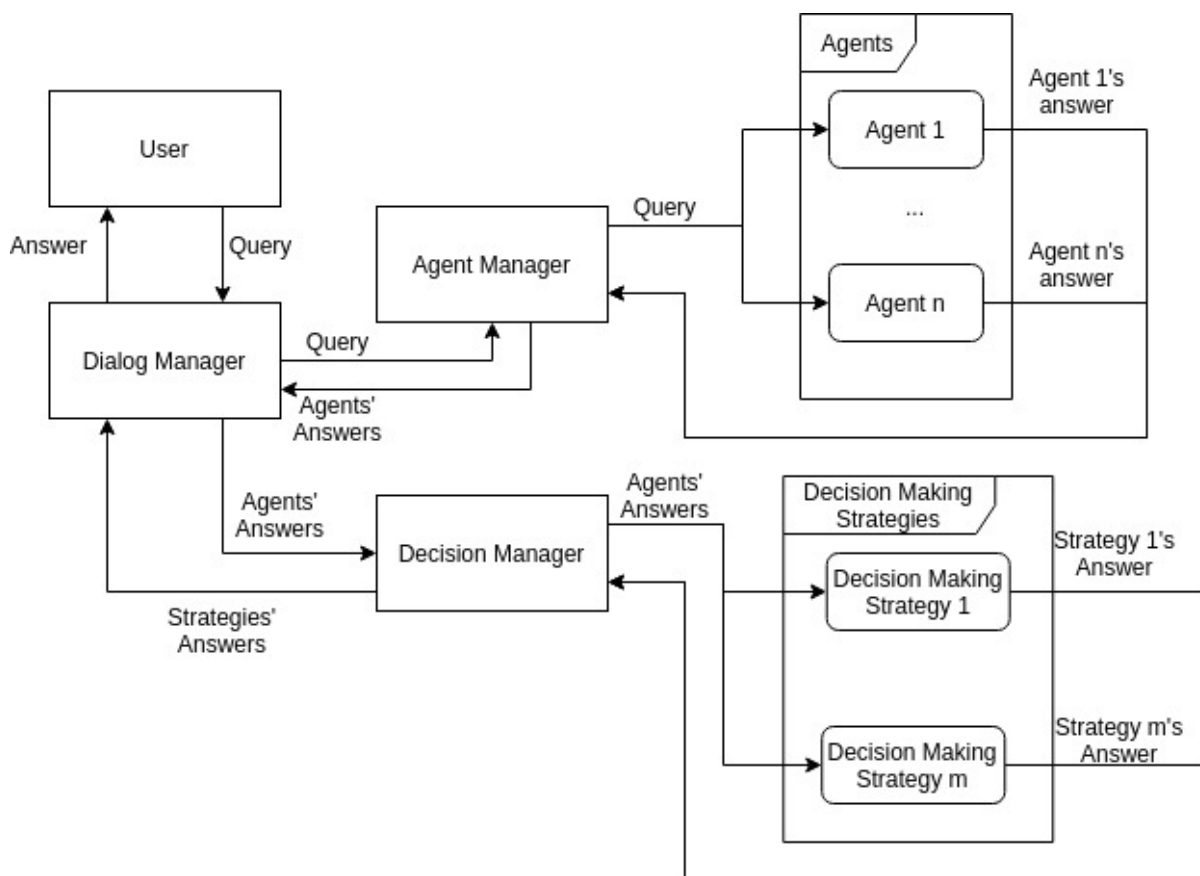 Agents
Agent 1's
answer
User
Agent 1
Query
...
Answer
Query
Agent Manager
Agent n's
answer
Agent n
Dialog Manager
Query
Agents'
Answers
Agents'
Answers
Agents'
Answers
Decision Making
Strategies
Decision Manager
Strategy 1's
Answer
Decision Making
Strategy 1
Strategies'
Answers
Strategy m's
Answer
Decision Making
Strategy m